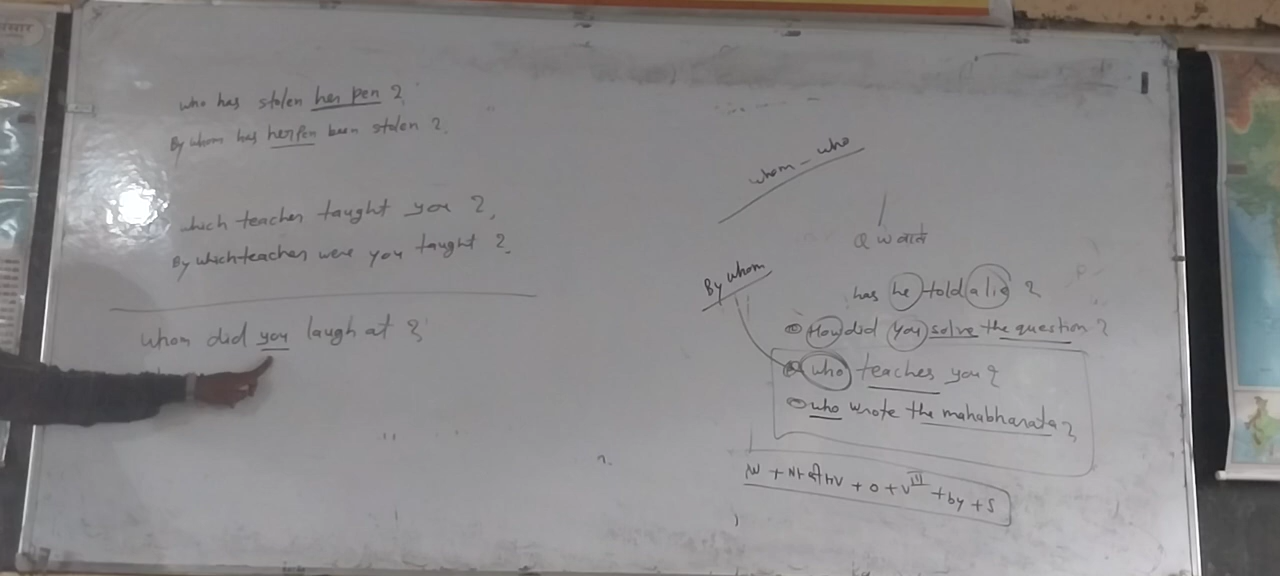 who has stolen her pen ?
By whom has her pen been stolen ?
which teacher taught you ?
By which teacher were you taught ?
whom did you laugh at ?
whom - who
Q w वाले
By whom
has he told a lie ?
How did you solve the question ?
who teaches you ?
who wrote the mahabharata ?
+ HV + O + V III + by + S